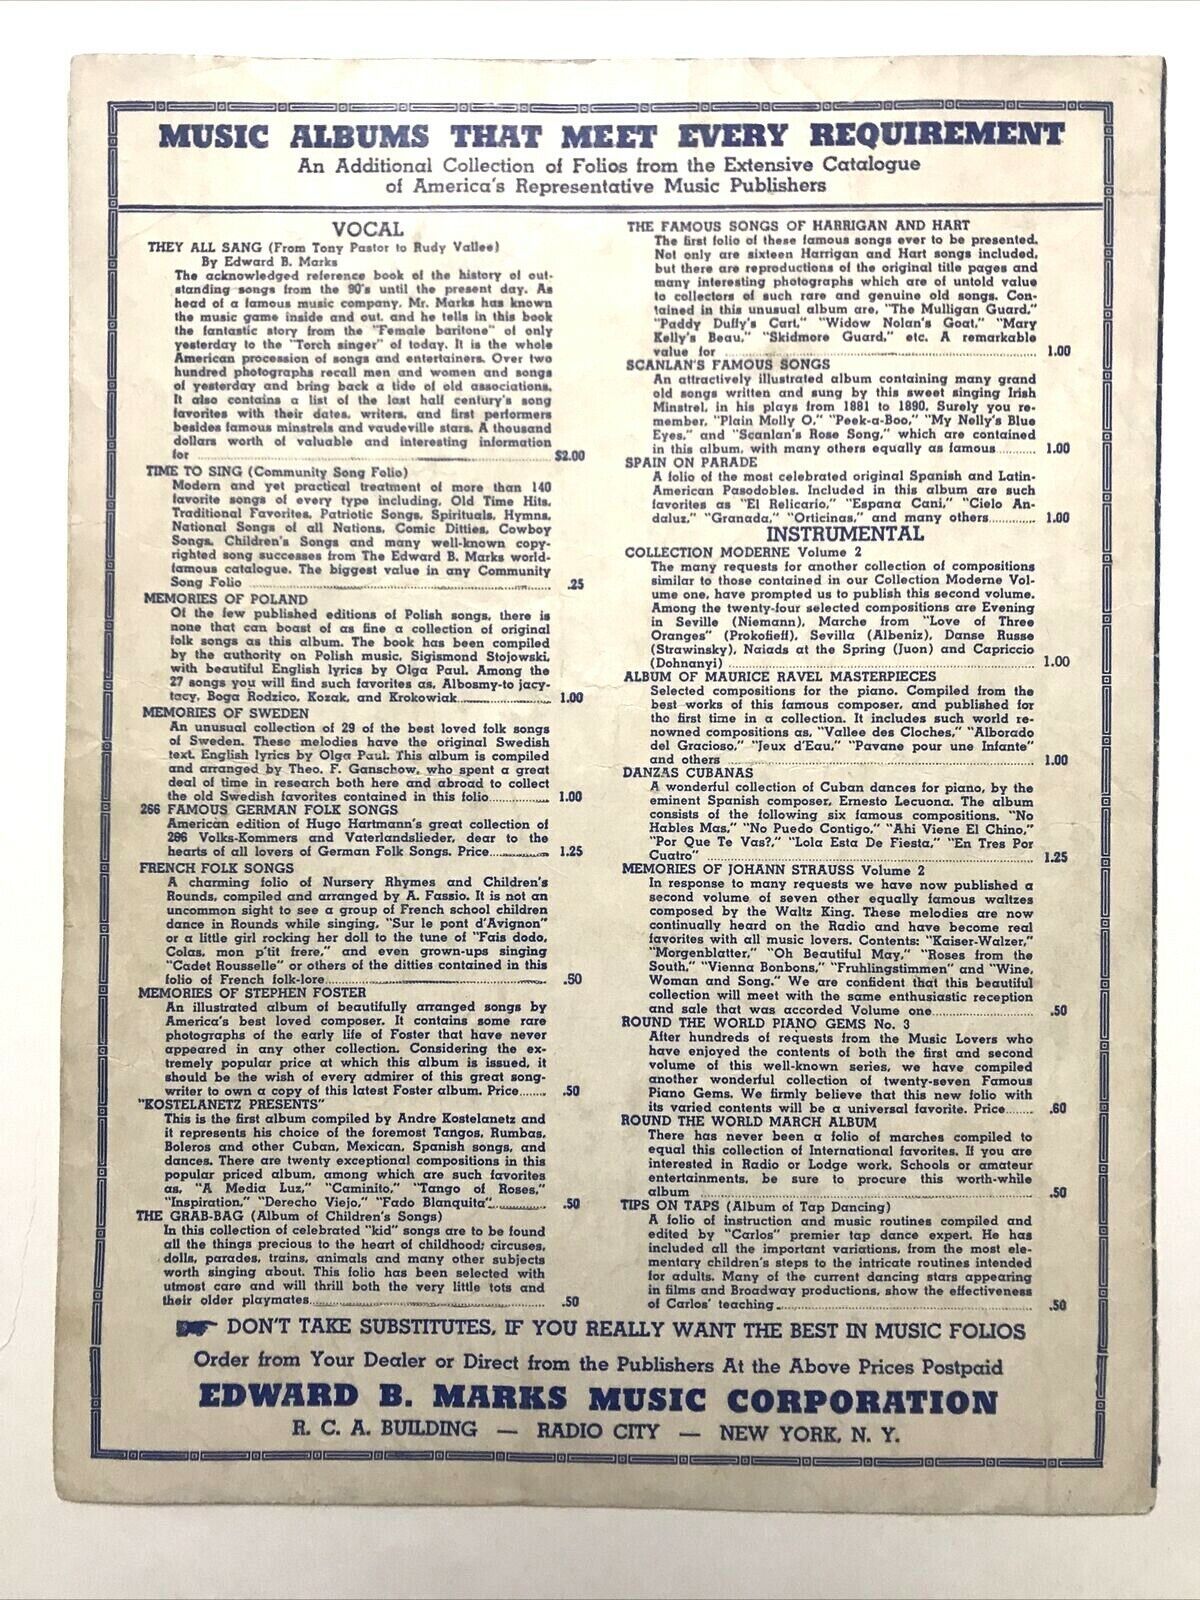 MUSIC ALBUMS THAT MEET EVERY REQUIREMENT
An Additional Collection of Folios from the Extensive Catalogue
of America's Representative Music Publishers
VOCAL
THEY ALL SANG (From Tony Pastor to Rudy Vallee)
By Edward B. Marks
The acknowledged reference book of the history of out-
standing songs from the 90's until the present day. As
head of a famous music company, Mr. Marks has known
the music game inside and out, and he tells in this book
the fantastic story from the "Female baritone" of only
yesterday to the "Torch singer" of today. It is the whole
American procession of songs and entertainers. Over two
hundred photographs recall men and women and songs
of yesterday and bring back a tide of old associations.
It also contains a list of the last half century's song
favorites with their dates, writers, and first performers
besides famous minstrels and vaudeville stars. A thousand
dollars worth of valuable and interesting information
for ........ $2.00
TIME TO SING (Community Song Folio)
Modern and yet practical treatment of more than 140
favorite songs of every type including, Old Time Hits,
Traditional Favorites, Patriotic Songs, Spirituals, Hymns,
National Songs of all Nations, Comic Ditties, Cowboy
Songs, Children's Songs and many well-known copy-
righted song successes from The Edward B. Marks world-
famous catalogue. The biggest value in any Community
Song Folio ........ .25
MEMORIES OF POLAND
Of the few published editions of Polish songs, there is
none that can boast of as fine a collection of original
folk songs as this album. The book has been compiled
by the authority on Polish music, Sigismond Stojowski,
with beautiful English lyrics by Olga Paul. Among the
27 songs you will find such favorites as, Albosmy-to jacy-
tacy, Boga Rodzico, Kozak, and Krokowiak........ 1.00
MEMORIES OF SWEDEN
An unusual collection of 29 of the best loved folk songs
of Sweden. These melodies have the original Swedish
text. English lyrics by Olga Paul. This album is compiled
and arranged by Theo. F. Ganschow, who spent a great
deal of time in research both here and abroad to collect
the old Swedish favorites contained in this folio........ 1.00
266 FAMOUS GERMAN FOLK SONGS
American edition of Hugo Hartmann's great collection of
266 Volks-Kommers and Vaterlandslieder, dear to the
hearts of all lovers of German Folk Songs. Price........ 1.25
FRENCH FOLK SONGS
A charming folio of Nursery Rhymes and Children's
Rounds, compiled and arranged by A. Fassio. It is not an
uncommon sight to see a group of French school children
dance in Rounds while singing, "Sur le pont d'Avignon"
or a little girl rocking her doll to the tune of "Fais dodo,
Colas, mon p'tit frere," and even grown-ups singing
"Cadet Rousselle" or others of the ditties contained in this
folio of French folk-lore........ .50
MEMORIES OF STEPHEN FOSTER
An illustrated album of beautifully arranged songs by
America's best loved composer. It contains some rare
photographs of the early life of Foster that have never
appeared in any other collection. Considering the ex-
tremely popular price at which this album is issued, it
should be the wish of every admirer of this great song-
writer to own a copy of this latest Foster album. Price........ .50
"KOSTELANETZ PRESENTS"
This is the first album compiled by Andre Kostelanetz and
it represents his choice of the foremost Tangos, Rumbas,
Boleros and other Cuban, Mexican, Spanish songs, and
dances. There are twenty exceptional compositions in this
popular priced album, among which are such favorites
as, "A Media Luz," "Caminito," "Tango of Roses,"
"Inspiration," "Derecho Viejo," "Fado Blanquita"........ .50
THE GRAB-BAG (Album of Children's Songs)
In this collection of celebrated "kid" songs are to be found
all the things precious to the heart of childhood; circuses,
dolls, parades, trains, animals and many other subjects
worth singing about. This folio has been selected with
utmost care and will thrill both the very little tots and
their older playmates........ .50
THE FAMOUS SONGS OF HARRIGAN AND HART
The first folio of these famous songs ever to be presented.
Not only are sixteen Harrigan and Hart songs included,
but there are reproductions of the original title pages and
many interesting photographs which are of untold value
to collectors of such rare and genuine old songs. Con-
tained in this unusual album are, "The Mulligan Guard,"
"Paddy Duffy's Cart," "Widow Nolan's Goat," "Mary
Kelly's Beau," "Skidmore Guard," etc. A remarkable
value for ........ 1.00
SCANLAN'S FAMOUS SONGS
An attractively illustrated album containing many grand
old songs written and sung by this sweet singing Irish
Minstrel, in his plays from 1881 to 1890. Surely you re-
member, "Plain Molly O," "Peek-a-Boo," "My Nelly's Blue
Eyes," and "Scanlan's Rose Song," which are contained
in this album, with many others equally as famous ........ 1.00
SPAIN ON PARADE
A folio of the most celebrated original Spanish and Latin-
American Pasodobles. Included in this album are such
favorites as "El Relicario," "Espana Cani," "Cielo An-
daluz," "Granada," "Orticinas," and many others........ 1.00
INSTRUMENTAL
COLLECTION MODERNE Volume 2
The many requests for another collection of compositions
similar to those contained in our Collection Moderne Vol-
ume one, have prompted us to publish this second volume.
Among the twenty-four selected compositions are Evening
in Seville (Niemann), Marche from "Love of Three
Oranges" (Prokofieff), Sevilla (Albeniz), Danse Russe
(Strawinsky), Naiads at the Spring (Juon) and Capriccio
(Dohnanyi) ........ 1.00
ALBUM OF MAURICE RAVEL MASTERPIECES
Selected compositions for the piano. Compiled from the
best works of this famous composer, and published for
the first time in a collection. It includes such world re-
nowned compositions as, "Vallee des Cloches," "Alborado
del Gracioso," "Jeux d'Eau," "Pavane pour une Infante"
and others ........ 1.00
DANZAS CUBANAS
A wonderful collection of Cuban dances for piano, by the
eminent Spanish composer, Ernesto Lecuona. The album
consists of the following six famous compositions. "No
Hables Mas," "No Puedo Contigo," "Ahi Viene El Chino,"
"Por Que Te Vas?," "Lola Esta De Fiesta," "En Tres Por
Cuatro" ........ 1.25
MEMORIES OF JOHANN STRAUSS Volume 2
In response to many requests we have now published a
second volume of seven other equally famous waltzes
composed by the Waltz King. These melodies are now
continually heard on the Radio and have become real
favorites with all music lovers. Contents: "Kaiser-Walzer,"
"Morgenblatter," "Oh Beautiful May," "Roses from the
South," "Vienna Bonbons," "Fruhlingstimmen" and "Wine,
Woman and Song." We are confident that this beautiful
collection will meet with the same enthusiastic reception
and sale that was accorded Volume one........ .50
ROUND THE WORLD PIANO GEMS No. 3
After hundreds of requests from the Music Lovers who
have enjoyed the contents of both the first and second
volume of this well-known series, we have compiled
another wonderful collection of twenty-seven Famous
Piano Gems. We firmly believe that this new folio with
its varied contents will be a universal favorite. Price........ .60
ROUND THE WORLD MARCH ALBUM
There has never been a folio of marches compiled to
equal this collection of International favorites. If you are
interested in Radio or Lodge work, Schools or amateur
entertainments, be sure to procure this worth-while
album ........ .50
TIPS ON TAPS (Album of Tap Dancing)
A folio of instruction and music routines compiled and
edited by "Carlos" premier tap dance expert. He has
included all the important variations, from the most ele-
mentary children's steps to the intricate routines intended
for adults. Many of the current dancing stars appearing
in films and Broadway productions, show the effectiveness
of Carlos' teaching........ .50
DON'T TAKE SUBSTITUTES, IF YOU REALLY WANT THE BEST IN MUSIC FOLIOS
Order from Your Dealer or Direct from the Publishers At the Above Prices Postpaid
EDWARD B. MARKS MUSIC CORPORATION
R. C. A. BUILDING — RADIO CITY — NEW YORK, N. Y.